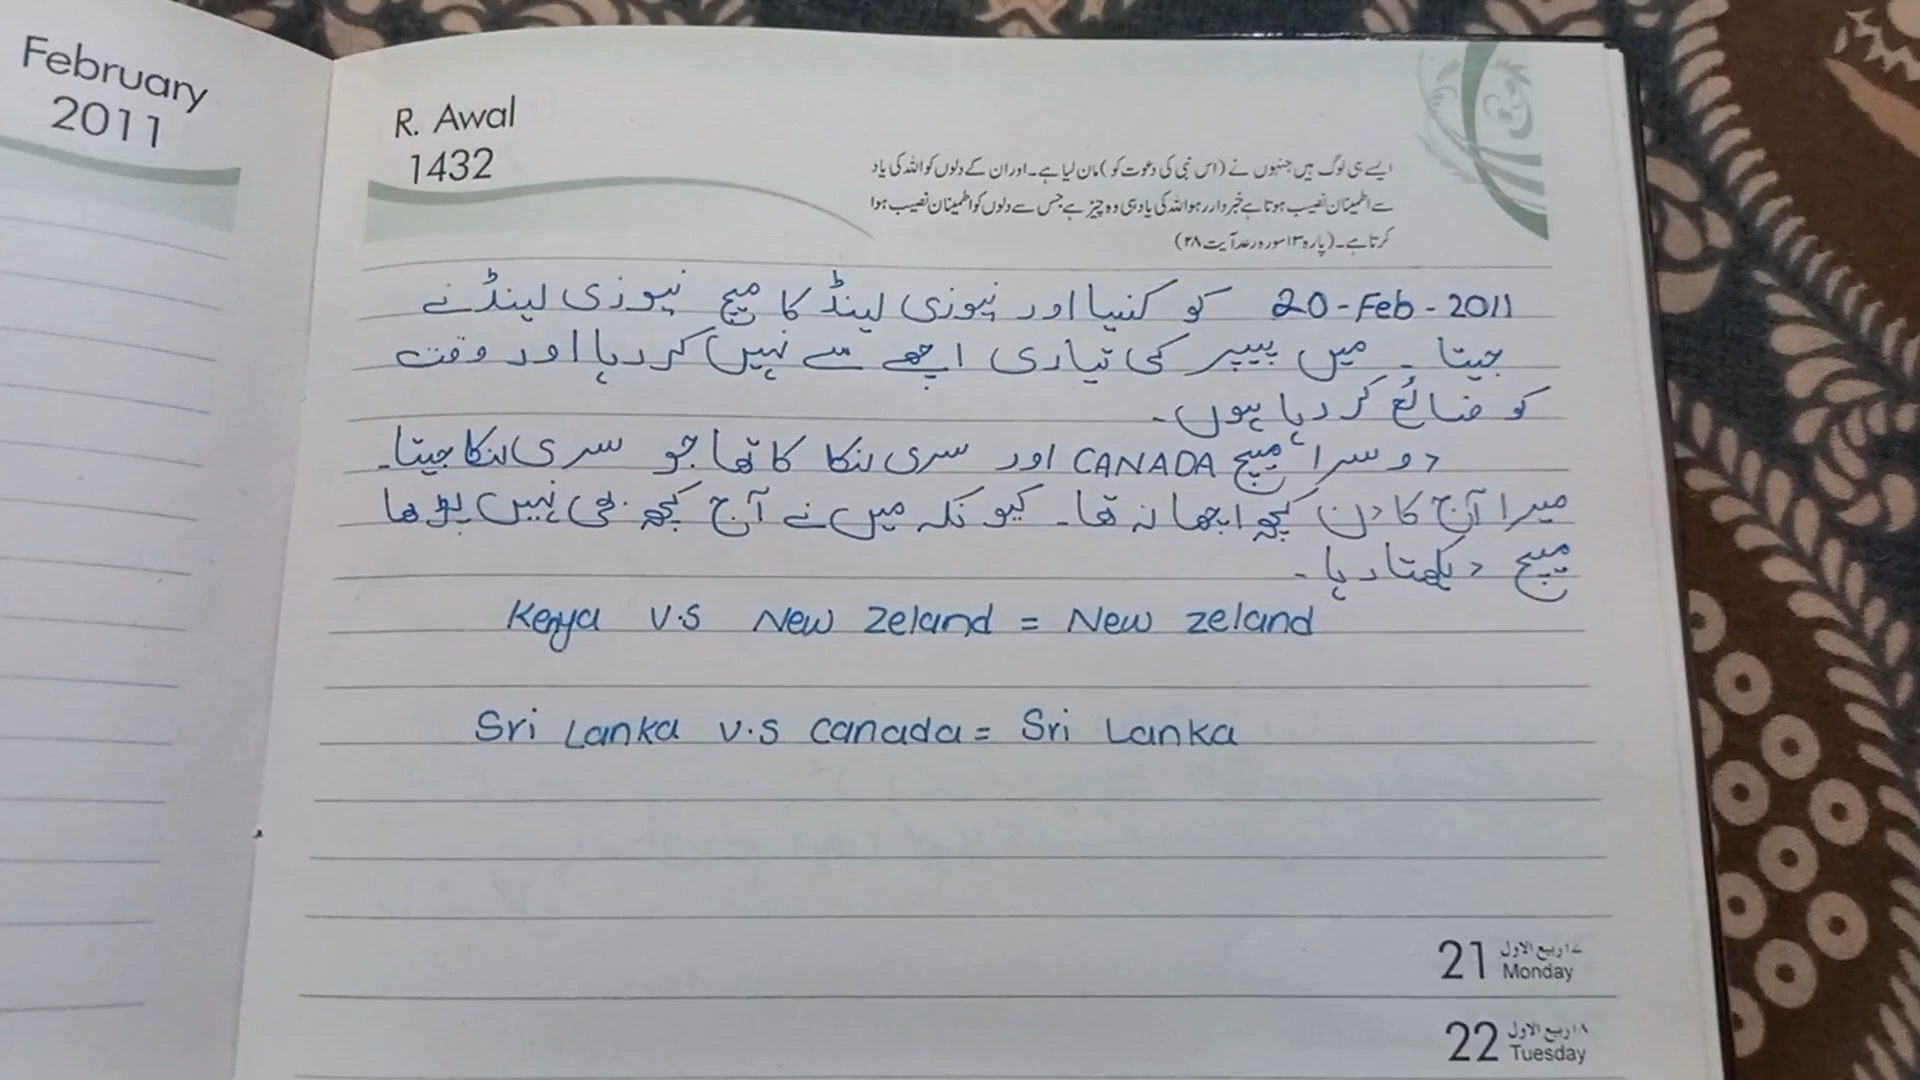 February
2011
R. Awal
1432
ایسے ہی لوگ ہیں جنہوں نے (اس نبی کی دعوت کو) مان لیا ہے۔ اور ان کے دلوں کو اللہ کی یاد
سے اطمینان نصیب ہوتا ہے خبردار رہو اللہ کی یاد ہی وہ چیز ہے جس سے دلوں کو اطمینان نصیب ہوا
کرتا ہے۔ (پارہ ۱۳ سورہ رعد آیت ۲۸)
20-Feb-2011 کو کنیا اور نیوزی لینڈ کا میچ نیوزی لینڈ نے
جیتا ۔ میں پیپر کی تیاری اچھے سے نہیں کر رہا اور وقت
کو ضائع کر رہا ہوں۔
دوسرا میچ CANADA اور سری لنکا کا تھا جو سری لنکا جیتا۔
میرا آج کا دن کچھ اچھا نہ تھا۔ کیونکہ میں نے آج کچھ بھی نہیں پڑھا
میچ دیکھتا رہا۔
Kenya V.S New Zeland = New zeland
Sri Lanka V.S Canada = Sri Lanka
21 ۱۷ربیع الاول
Monday
22 ۱۸ربیع الاول
Tuesday